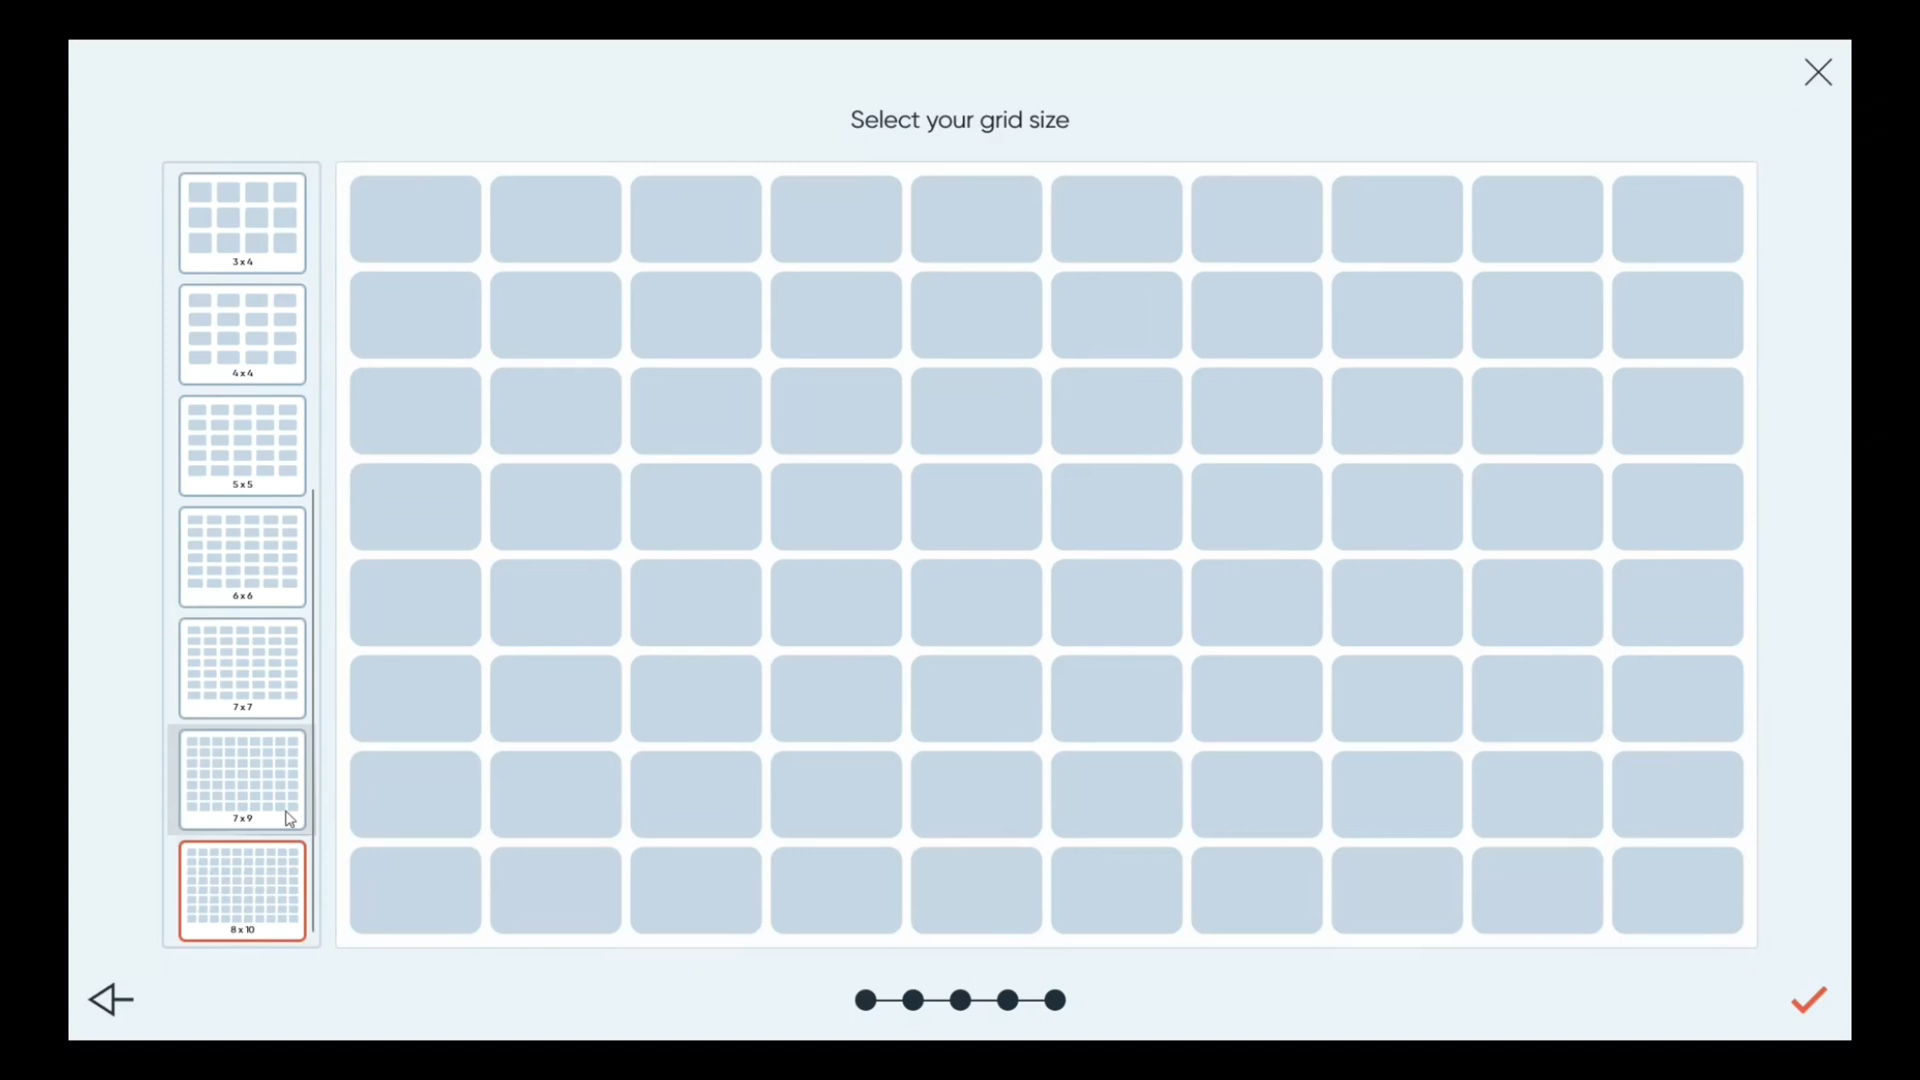 Select your grid size
3 x 4
4 x 4
5 x 5
6 x 6
7 x 7
7 x 9
8 x 10